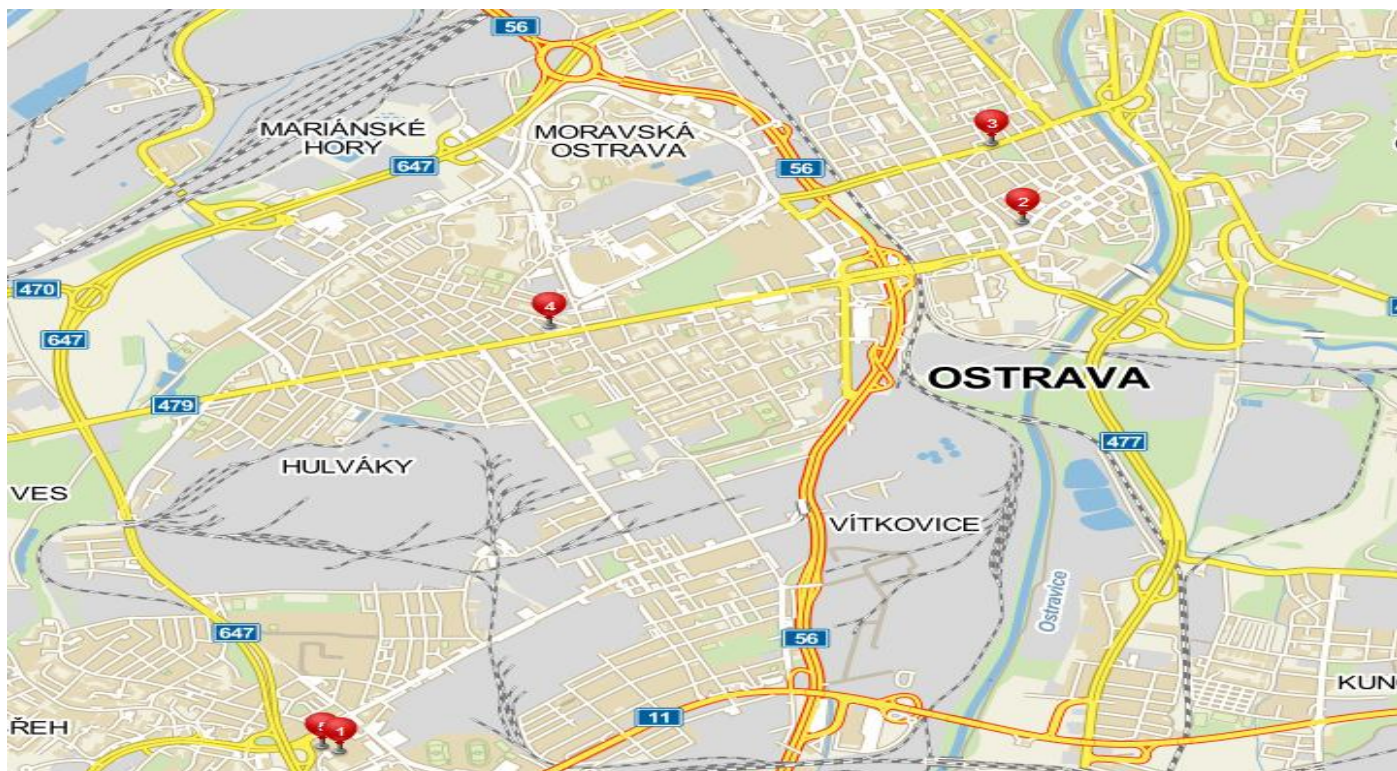 56
MARIÁNSKÉ
HORY
MORAVSKÁ
OSTRAVA
647
56
3
2
470
4
647
OSTRAVA
479
477
HULVÁKY
VES
VÍTKOVICE
Ostravice
647
56
KUN
11
ŘEH
5
1